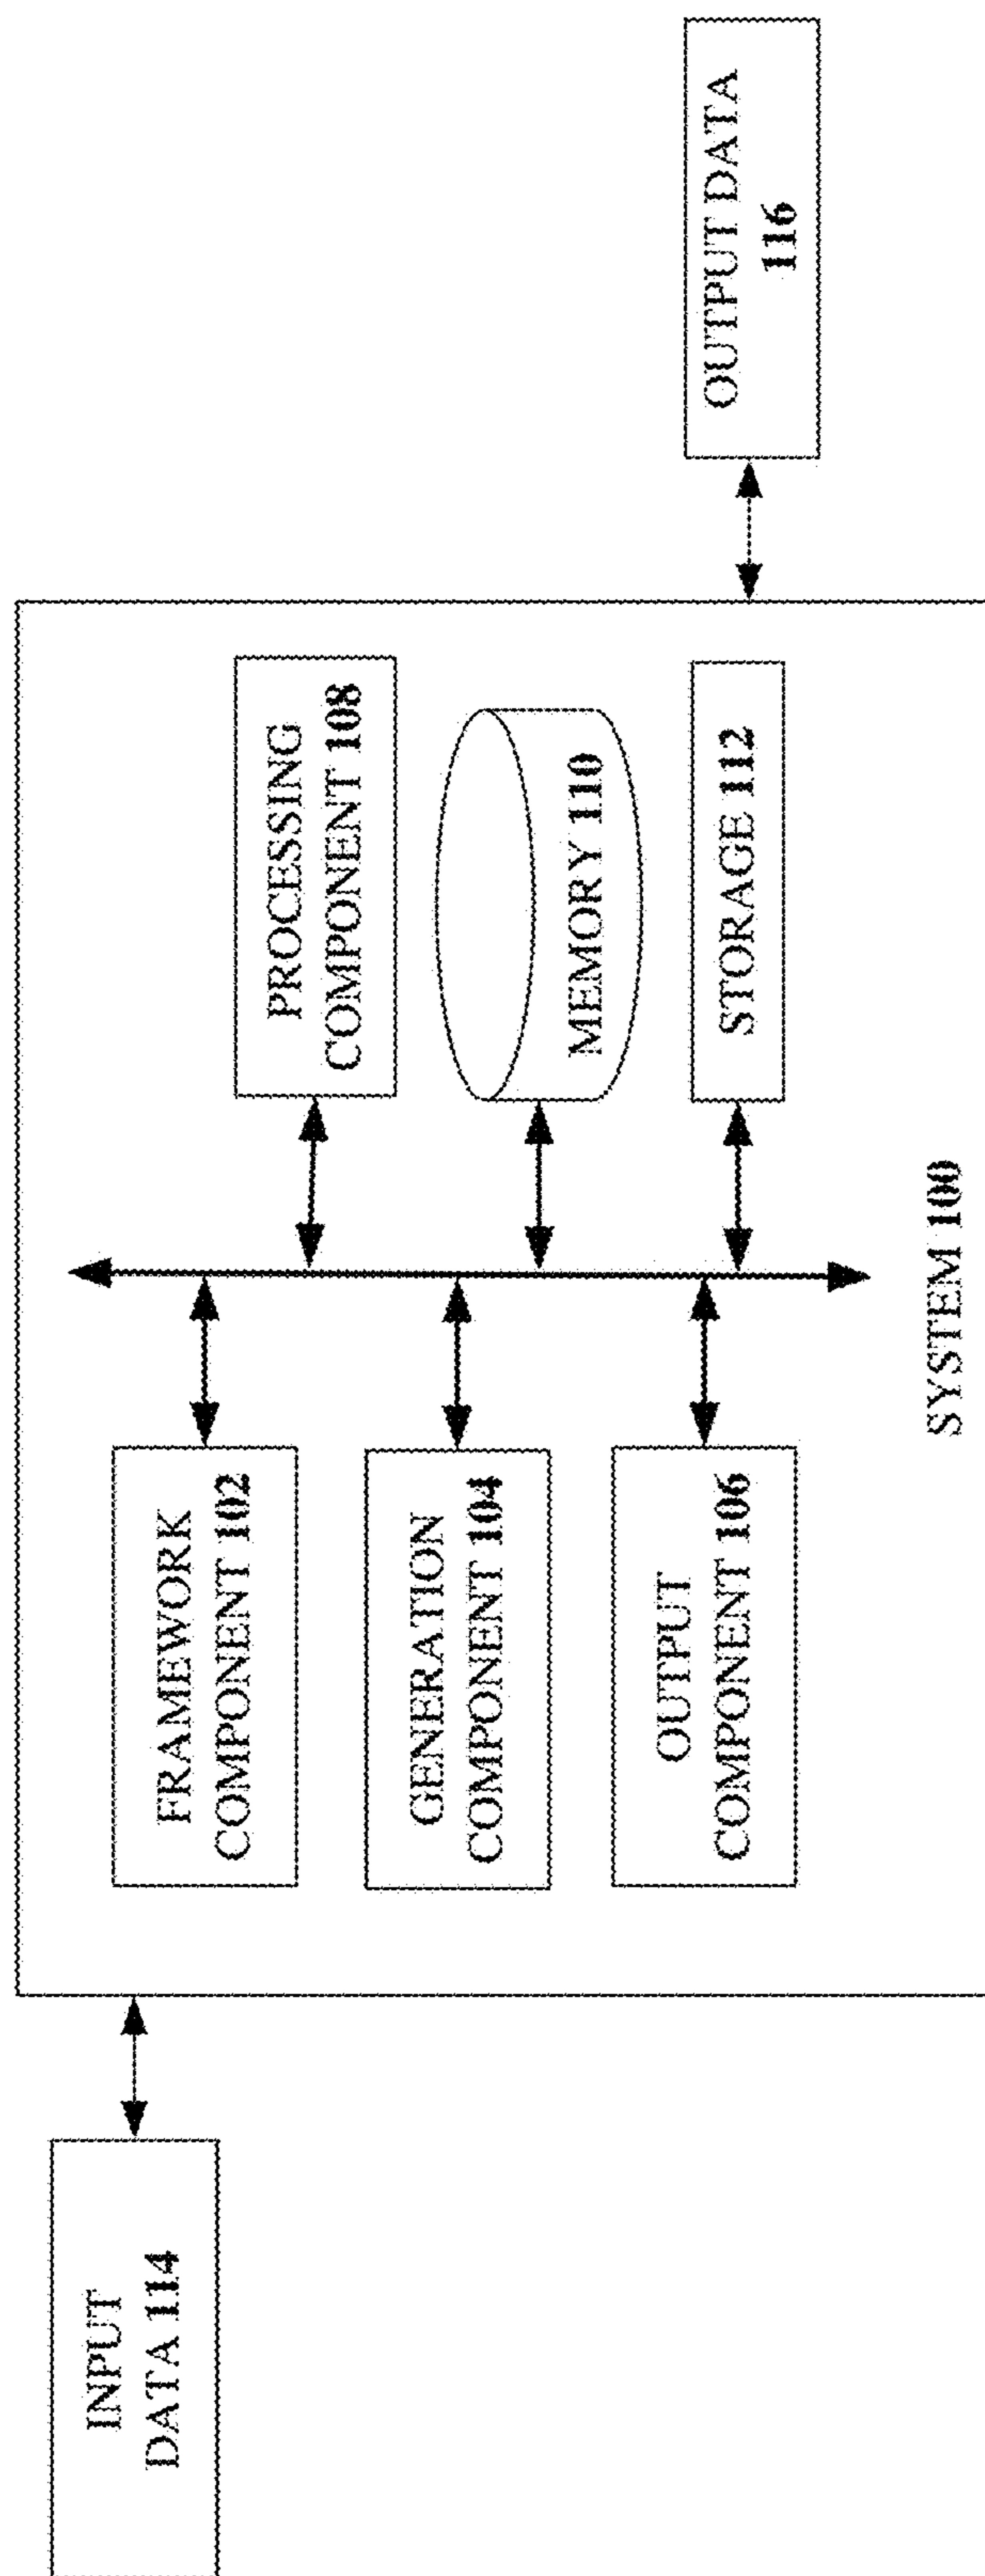 INPUT
DATA 114
FRAMEWORK
COMPONENT 102
GENERATION
COMPONENT 104
OUTPUT
COMPONENT 106
PROCESSING
COMPONENT 108
MEMORY 110
STORAGE 112
SYSTEM 100
OUTPUT DATA
116